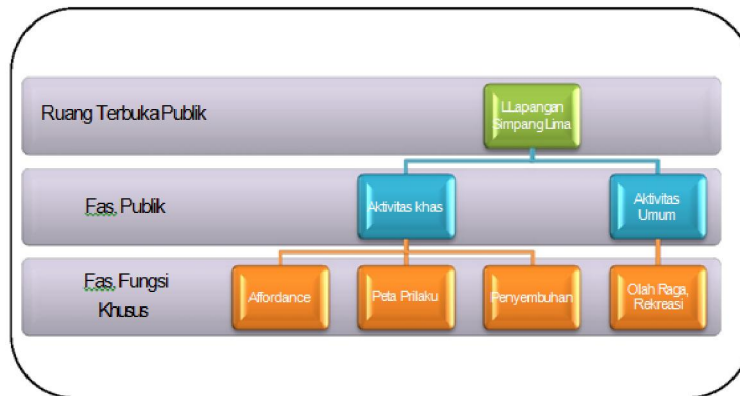 Ruang Terbuka Publik
LLapangan
Simpang Lima
Fas. Publik
Aktivitas khas
Aktivitas
Umum
Fas. Fungsi
Khusus
Affordance
Peta Prilaku
Penyembuhan
Olah Raga,
Rekreasi